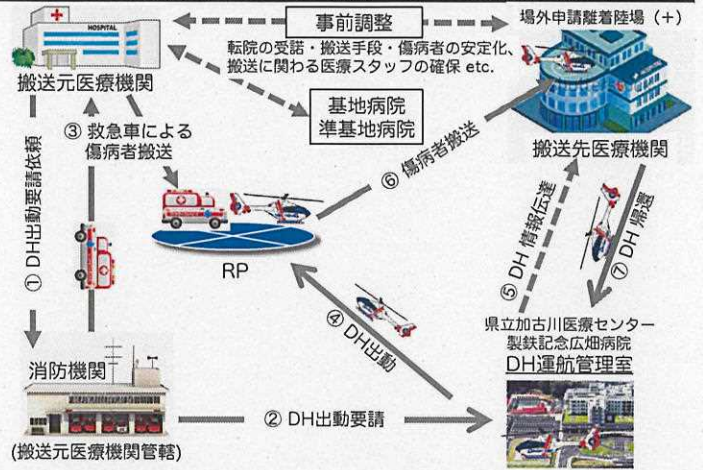 事前調整
場外申請離着陸場（+）
HOSPITAL
転院の受諾・搬送手段・傷病者の安定化、
搬送に関わる医療スタッフの確保 etc.
搬送元医療機関
基地病院
準基地病院
搬送先医療機関
③ 救急車による
傷病者搬送
⑥ 傷病者搬送
① DH出動要請依頼
RP
⑤ DH 情報伝達
⑦ DH 帰還
④ DH出動
県立加古川医療センター
製鉄記念広畑病院
DH運航管理室
消防機関
② DH出動要請
(搬送元医療機関管轄)